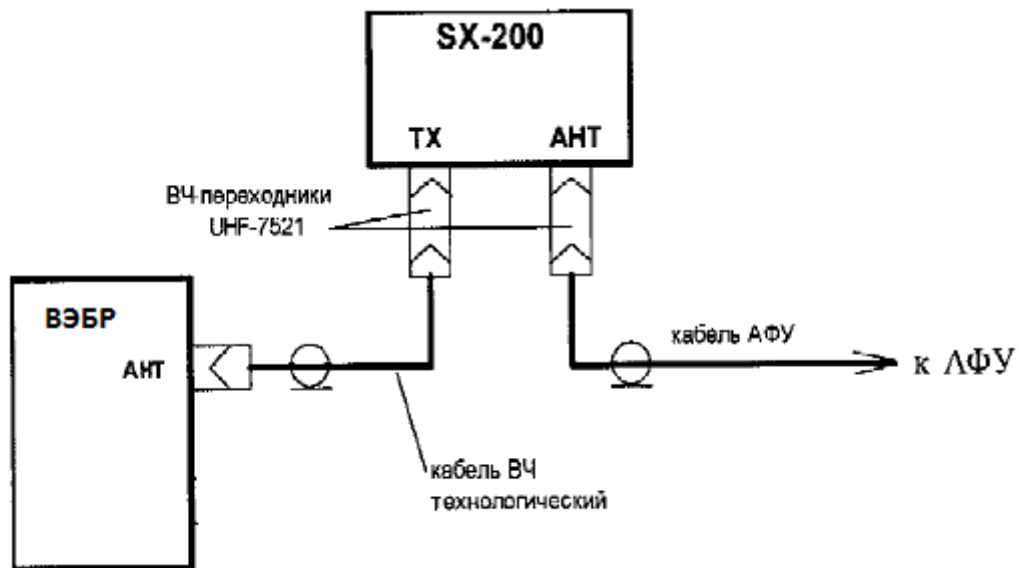 SX-200
TX
АНТ
ВЧ-переходники
UHF-7521
ВЭБР
АНТ
кабель АФУ
к АФУ
кабель ВЧ
технологический